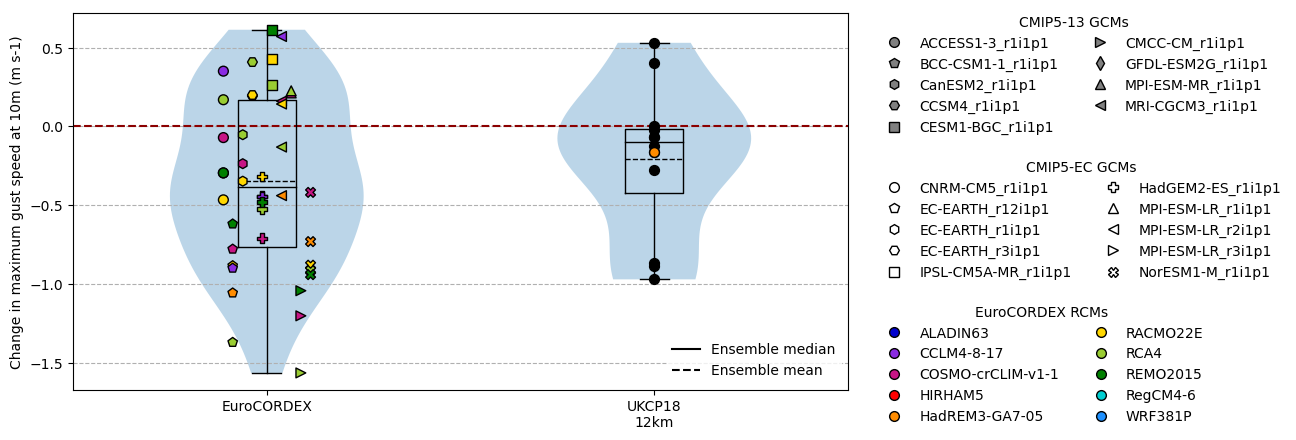 Change in maximum gust speed at 10m (m s-1)
0.5
0.0
−0.5
−1.0
−1.5
EuroCORDEX
UKCP18
12km
Ensemble median
Ensemble mean
CMIP5-13 GCMs
ACCESS1-3_r1i1p1
BCC-CSM1-1_r1i1p1
CanESM2_r1i1p1
CCSM4_r1i1p1
CESM1-BGC_r1i1p1
CMCC-CM_r1i1p1
GFDL-ESM2G_r1i1p1
MPI-ESM-MR_r1i1p1
MRI-CGCM3_r1i1p1
CMIP5-EC GCMs
CNRM-CM5_r1i1p1
EC-EARTH_r12i1p1
EC-EARTH_r1i1p1
EC-EARTH_r3i1p1
IPSL-CM5A-MR_r1i1p1
HadGEM2-ES_r1i1p1
MPI-ESM-LR_r1i1p1
MPI-ESM-LR_r2i1p1
MPI-ESM-LR_r3i1p1
NorESM1-M_r1i1p1
EuroCORDEX RCMs
ALADIN63
CCLM4-8-17
COSMO-crCLIM-v1-1
HIRHAM5
HadREM3-GA7-05
RACMO22E
RCA4
REMO2015
RegCM4-6
WRF381P